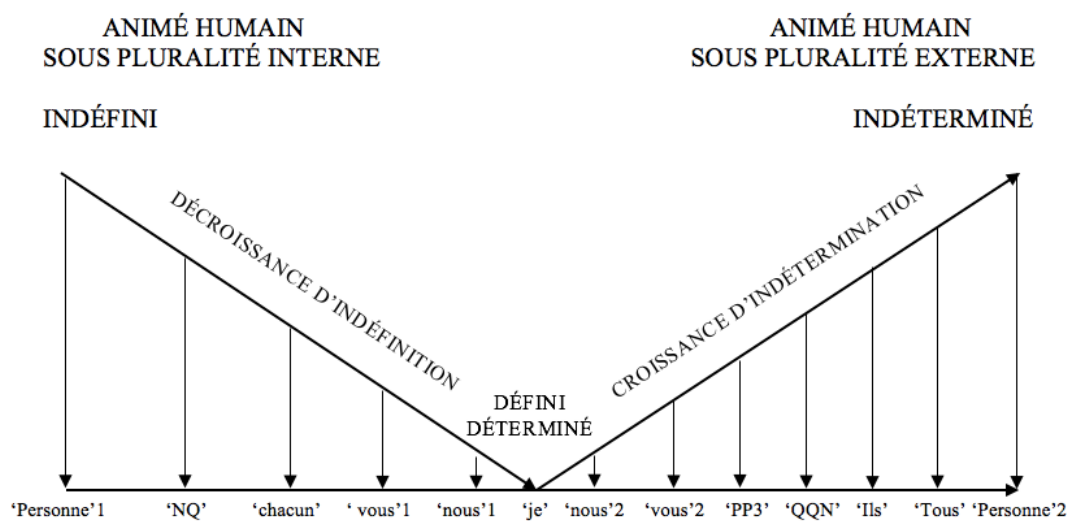 ANIMÉ HUMAIN
SOUS PLURALITÉ INTERNE
ANIMÉ HUMAIN
SOUS PLURALITÉ EXTERNE
INDÉFINI
INDÉTERMINÉ
DÉCROISSANCE D'INDÉFINITION
CROISSANCE D'INDÉTERMINATION
DÉFINI
DÉTERMINÉ
‘Personne’1 ‘NQ’ ‘chacun’ ‘ vous’1 ‘nous’1 ‘je’ ‘nous’2 ‘vous’2 ‘PP3’ ‘QQN’ ‘Ils’ ‘Tous’ ‘Personne’2